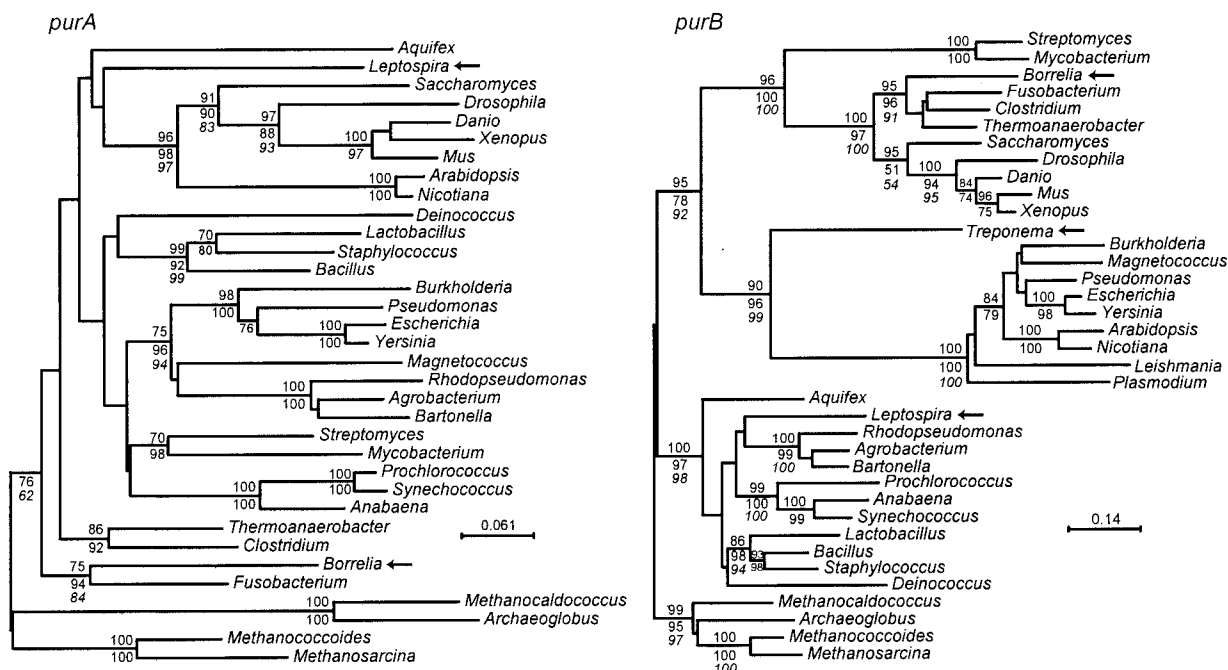 purA
Aquifex
Leptospira
Saccharomyces
91
90
83
Drosophila
97
88
93
Danio
96
98
97
100
97
Xenopus
Mus
100
100
Arabidopsis
Nicotiana
Deinococcus
70
80
Lactobacillus
99
92
99
Staphylococcus
Bacillus
98
100
Burkholderia
Pseudomonas
76
100
100
Escherichia
Yersinia
75
96
94
Magnetococcus
100
100
Rhodopseudomonas
Agrobacterium
Bartonella
70
98
Streptomyces
Mycobacterium
100
100
Prochlorococcus
Synechococcus
100
100
Anabaena
76
62
86
92
Thermoanaerobacter
Clostridium
0.061
75
94
84
Borrelia
Fusobacterium
100
100
Methanocaldococcus
Archaeoglobus
100
100
Methanococcoides
Methanosarcina
purB
100
100
Streptomyces
Mycobacterium
96
100
100
95
96
91
Borrelia
Fusobacterium
Clostridium
Thermoanaerobacter
100
97
100
95
51
54
Saccharomyces
100
94
95
Drosophila
84
74
Danio
96
75
Mus
Xenopus
95
78
92
Treponema
90
96
99
Burkholderia
Magnetococcus
84
79
Pseudomonas
100
98
Escherichia
Yersinia
100
100
Arabidopsis
Nicotiana
100
100
100
Leishmania
Plasmodium
Aquifex
Leptospira
100
97
98
100
99
100
Rhodopseudomonas
Agrobacterium
Bartonella
99
100
100
Prochlorococcus
100
99
Anabaena
Synechococcus
0.14
86
98
94
Lactobacillus
93
98
Bacillus
Staphylococcus
Deinococcus
99
95
97
Methanocaldococcus
Archaeoglobus
100
100
100
Methanococcoides
Methanosarcina